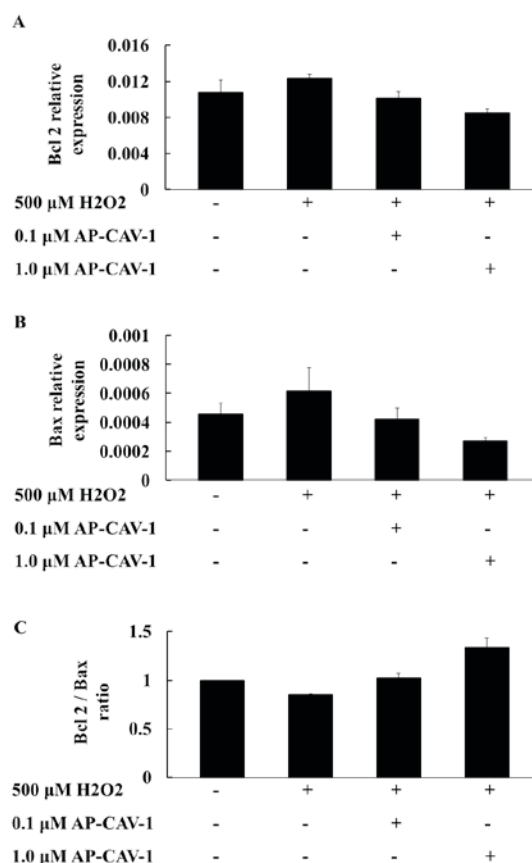 A
0.016
0.012
0.008
0.004
0
Bcl 2 relative
expression
500 μM H2O2 - + + +
0.1 μM AP-CAV-1 - - + -
1.0 μM AP-CAV-1 - - - +
B
0.001
0.0008
0.0006
0.0004
0.0002
0
Bax relative
expression
500 μM H2O2 - + + +
0.1 μM AP-CAV-1 - - + -
1.0 μM AP-CAV-1 - - - +
C
1.5
1
0.5
0
Bcl 2 / Bax
ratio
500 μM H2O2 - + + +
0.1 μM AP-CAV-1 - - + -
1.0 μM AP-CAV-1 - - - +